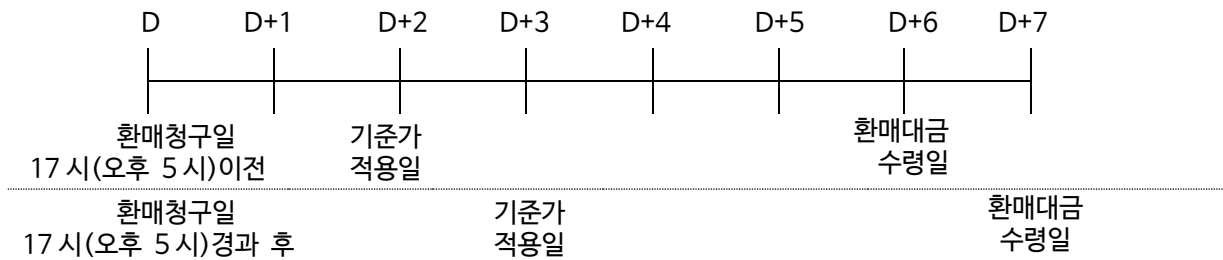 D D+1 D+2 D+3 D+4 D+5 D+6 D+7
환매청구일 기준가 환매대금
17 시(오후 5 시)이전 적용일 수령일
환매청구일 기준가 환매대금
17 시(오후 5 시)경과 후 적용일 수령일